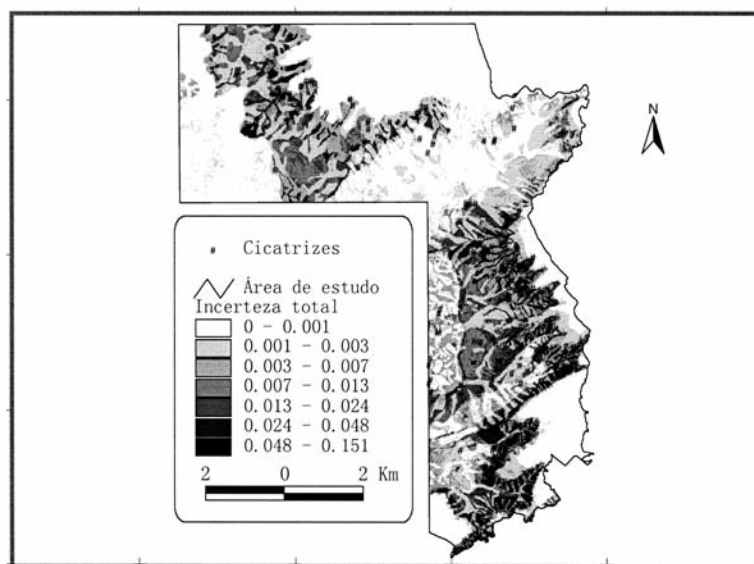 N
Cicatrizes
Área de estudo
Incerteza total
0 - 0.001
0.001 - 0.003
0.003 - 0.007
0.007 - 0.013
0.013 - 0.024
0.024 - 0.048
0.048 - 0.151
2 0 2 Km